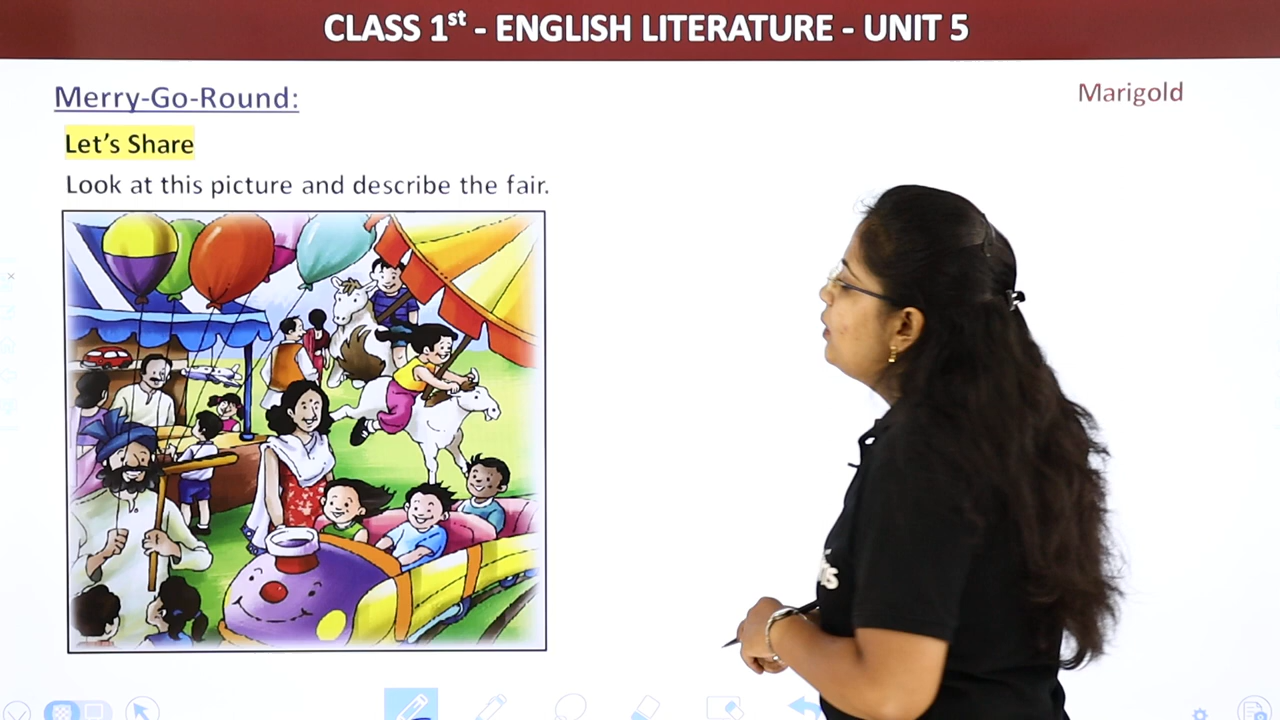 CLASS 1st - ENGLISH LITERATURE - UNIT 5
Merry-Go-Round:
Marigold
Let's Share
Look at this picture and describe the fair.